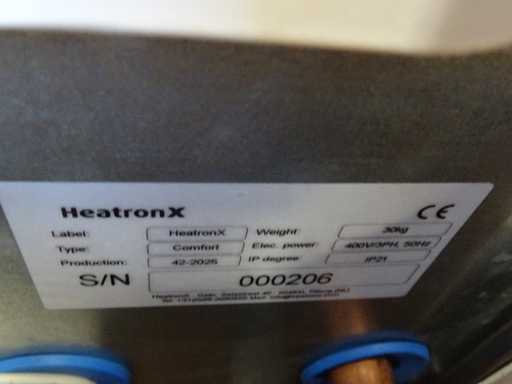 HeatronX CE
Label: HeatronX Weight: 30kg
Type: Comfort Elec. power: 400V/3PH, 50Hz
Production: 42-2025 IP degree: IP21
S/N 000206